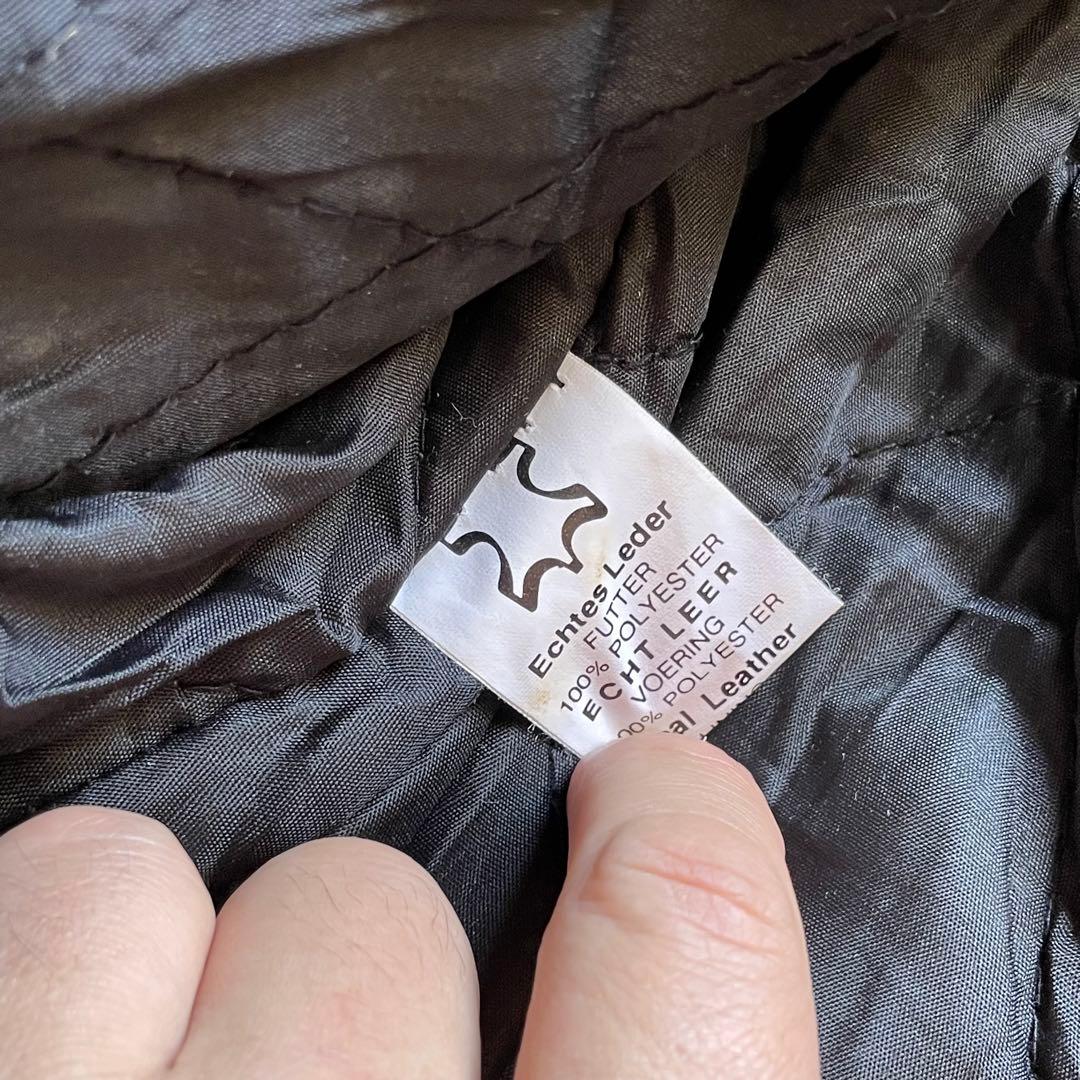 Echtes Leder
FUTTER
100% POLYESTER
ECHT LEER
VOERING
POLYESTER
Leather